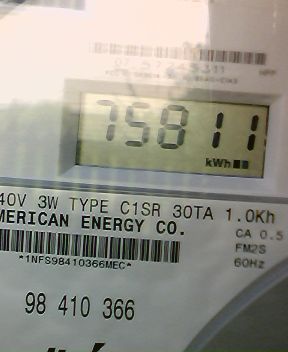 75811
kWh
40V 3W TYPE C1SR 30TA 1.0Kh
MERICAN ENERGY CO.
CA 0.5
FM2S
*1NFS98410366MEC*
60Hz
98 410 366